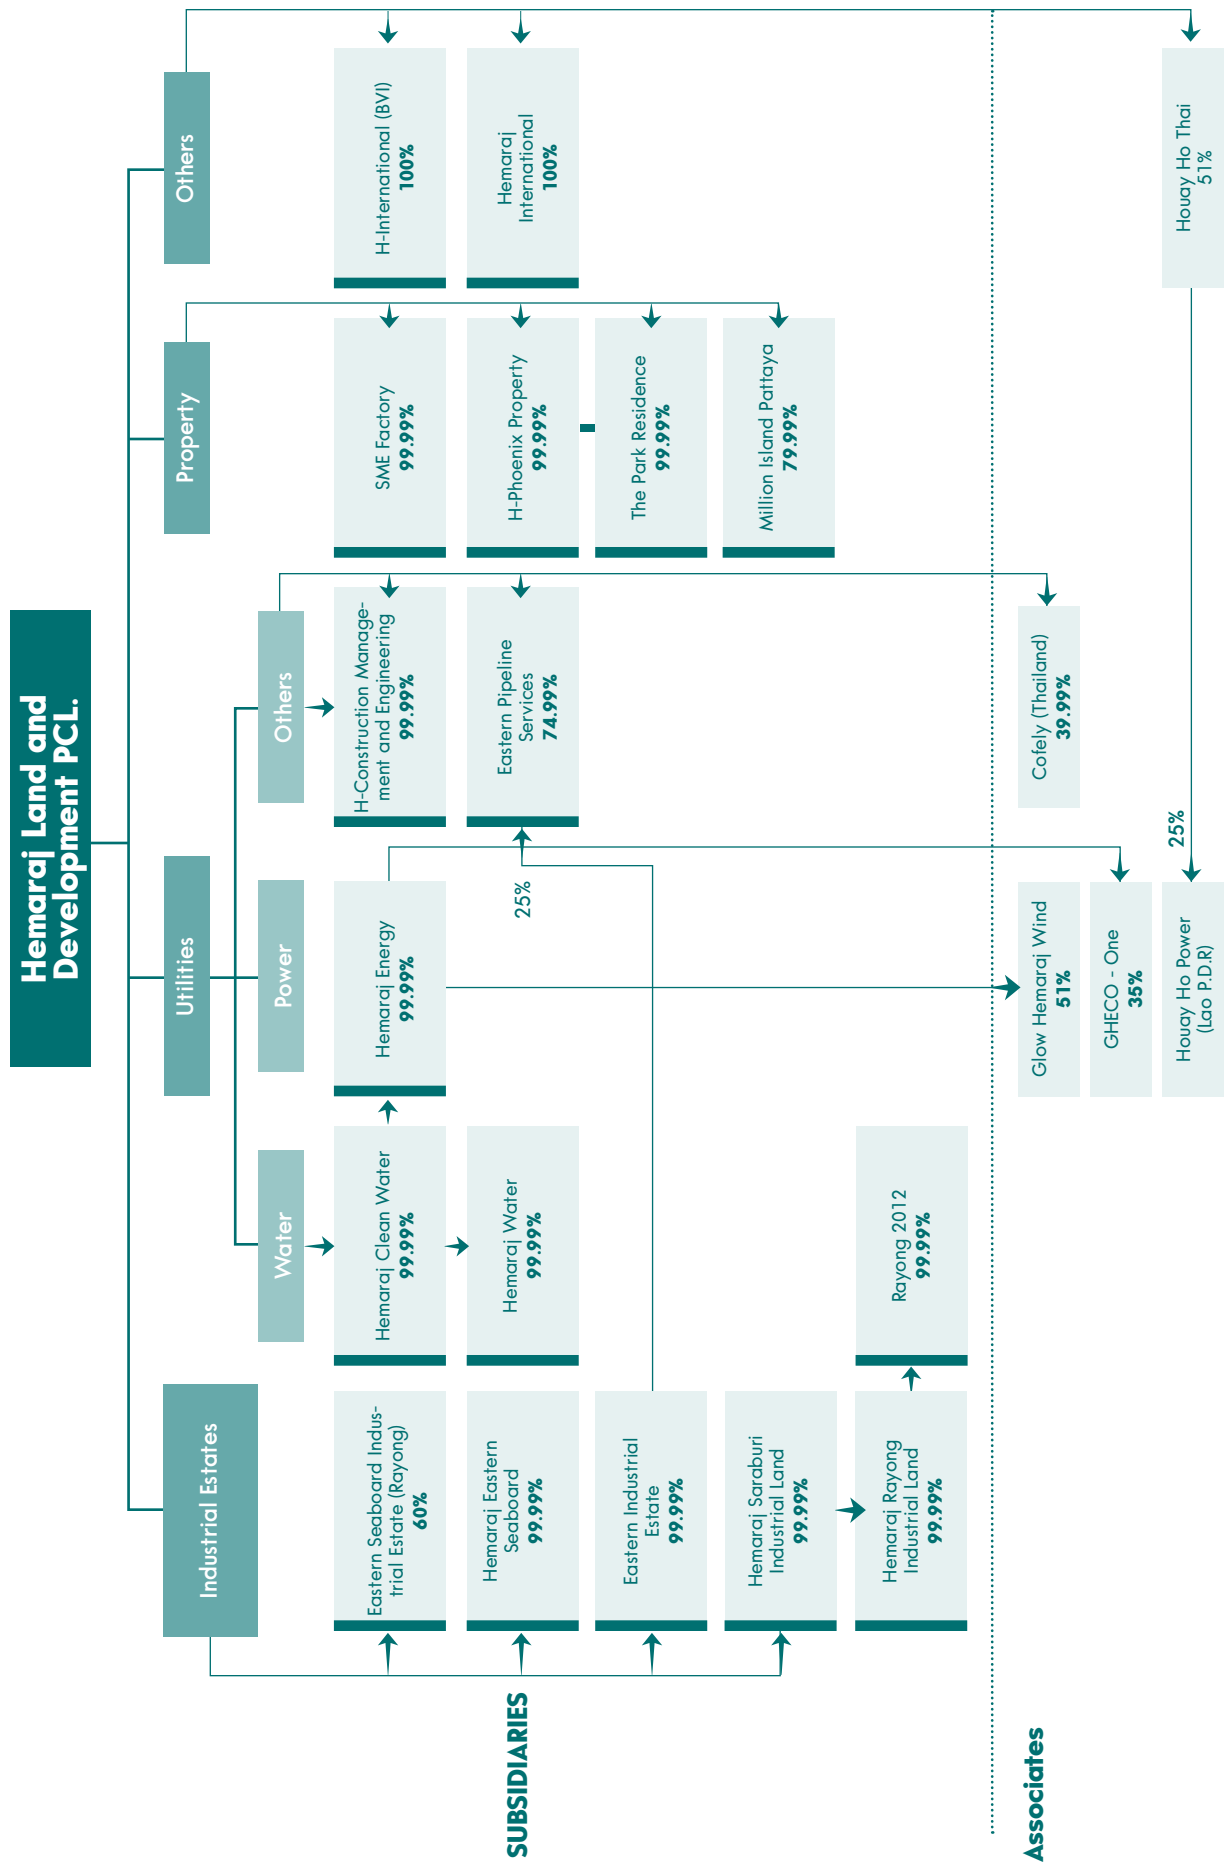 Hemaraj Land and
Development PCL.
Industrial Estates
Utilities
Property
Others
Water
Power
Others
SUBSIDIARIES
Eastern Seaboard Indus-
trial Estate (Rayong)
60%
Hemaraj Eastern
Seaboard
99.99%
Eastern Industrial
Estate
99.99%
Hemaraj Saraburi
Industrial Land
99.99%
Hemaraj Rayong
Industrial Land
99.99%
Rayong 2012
99.99%
Hemaraj Clean Water
99.99%
Hemaraj Water
99.99%
Hemaraj Energy
99.99%
25%
H-Construction Manage-
ment and Engineering
99.99%
Eastern Pipeline
Services
74.99%
SME Factory
99.99%
H-Phoenix Property
99.99%
The Park Residence
99.99%
Million Island Pattaya
79.99%
H-International (BVI)
100%
Hemaraj
International
100%
Associates
Glow Hemaraj Wind
51%
GHECO - One
35%
Houay Ho Power
(Lao P.D.R)
25%
Cofely (Thailand)
39.99%
Houay Ho Thai
51%